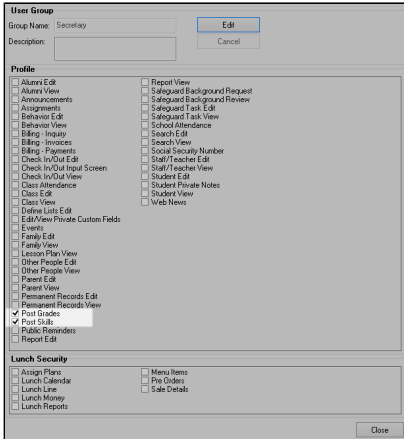 User Group
Group Name: Secretary
Edit
Description:
Cancel
Profile
Alumni Edit
Alumni View
Announcements
Assignments
Behavior Edit
Behavior View
Billing - Inquiry
Billing - Invoices
Billing - Payments
Check In/Out Edit
Check In/Out Input Screen
Check In/Out View
Class Attendance
Class Edit
Class View
Define Lists Edit
Edit/View Private Custom Fields
Events
Family Edit
Family View
Lesson Plan View
Other People Edit
Other People View
Parent Edit
Parent View
Permanent Records Edit
Permanent Records View
Post Grades
Post Skills
Public Reminders
Report Edit
Report View
Safeguard Background Request
Safeguard Background Review
Safeguard Task Edit
Safeguard Task View
School Attendance
Search Edit
Search View
Social Security Number
Staff/Teacher Edit
Staff/Teacher View
Student Edit
Student Private Notes
Student View
Web News
Lunch Security
Assign Plans
Lunch Calendar
Lunch Line
Lunch Money
Lunch Reports
Menu Items
Pre Orders
Sale Details
Close